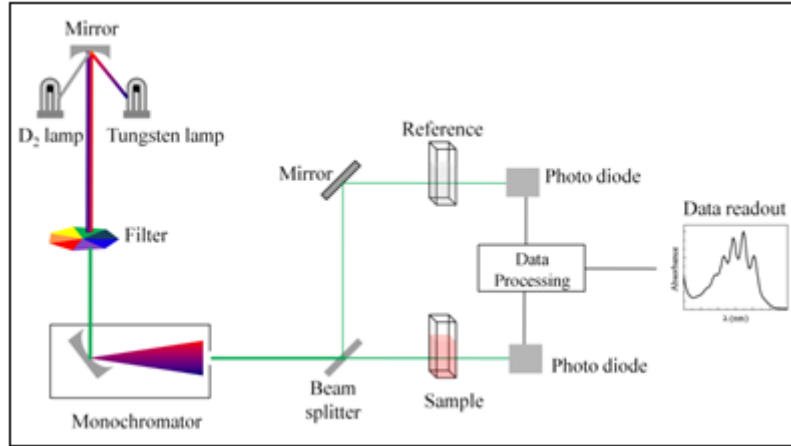 Mirror
D₂ lamp
Tungsten lamp
Filter
Monochromator
Beam
splitter
Mirror
Reference
Sample
Photo diode
Photo diode
Data
Processing
Data readout
Absorbance
λ(nm)